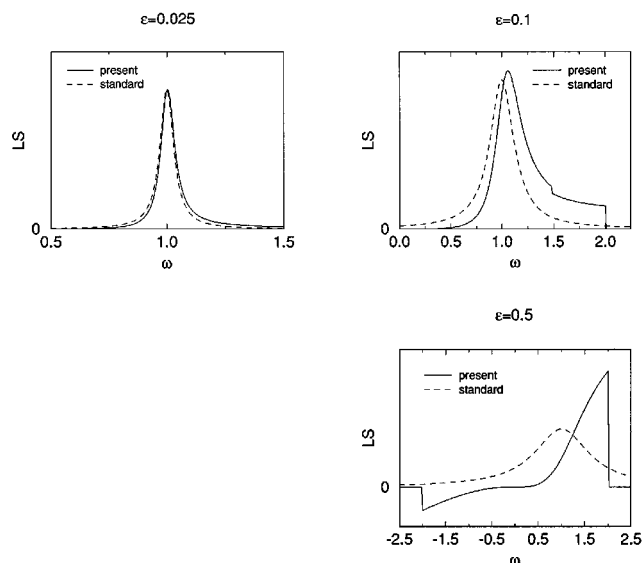 ε=0.025
present
standard
LS
0
0.5 1.0 1.5
ω
ε=0.1
present
standard
LS
0
0.0 0.5 1.0 1.5 2.0
ω
ε=0.5
present
standard
LS
0
-2.5 -1.5 -0.5 0.5 1.5 2.5
ω